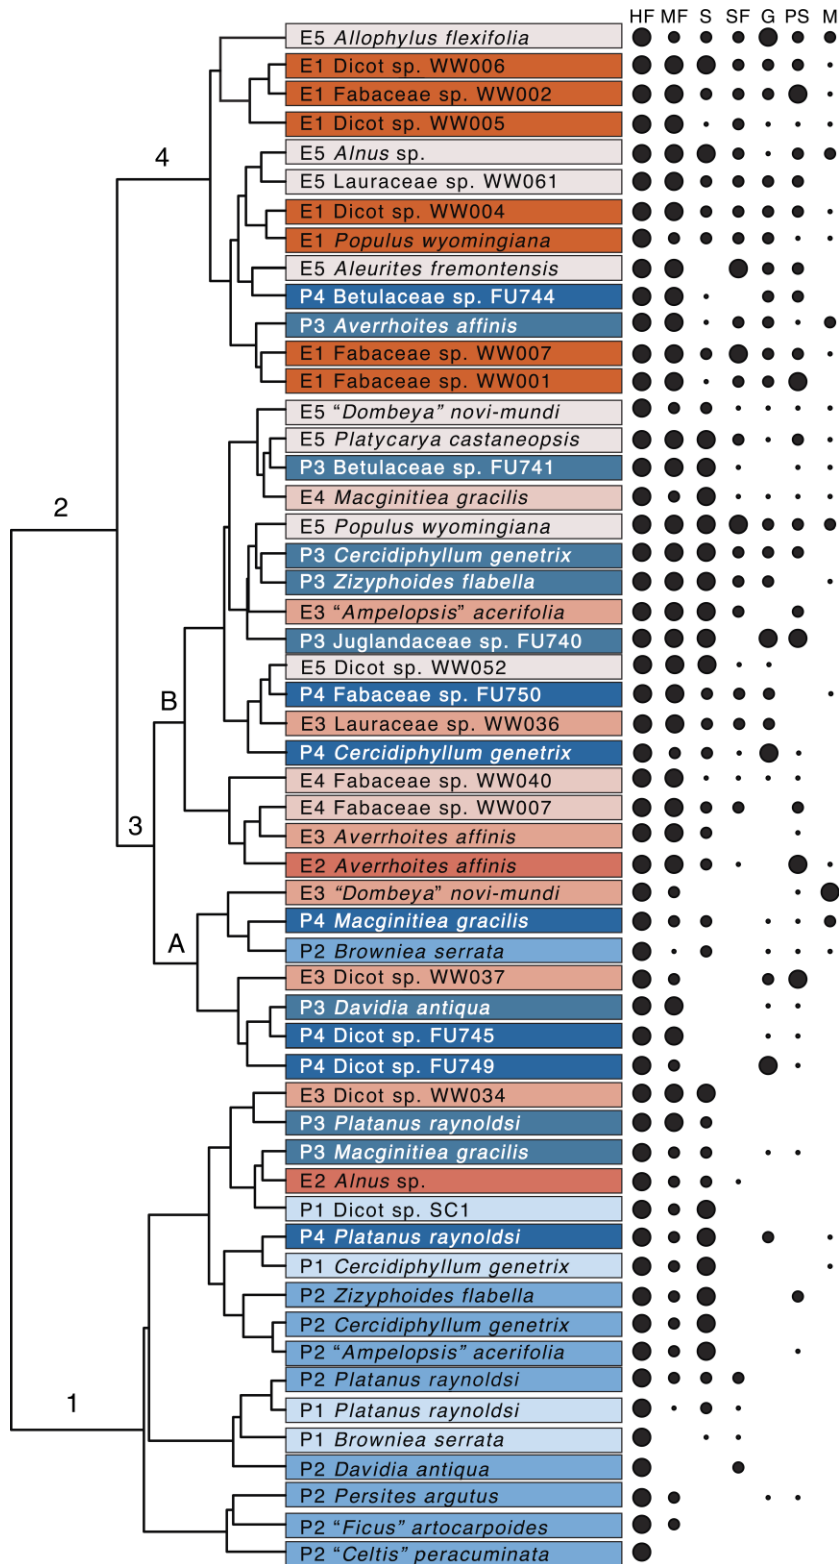 HF MF S SF G PS M
E5 Allophylus flexifolia
E1 Dicot sp. WW006
E1 Fabaceae sp. WW002
E1 Dicot sp. WW005
4
E5 Alnus sp.
E5 Lauraceae sp. WW061
E1 Dicot sp. WW004
E1 Populus wyomingiana
E5 Aleurites fremontensis
P4 Betulaceae sp. FU744
P3 Averrhoites affinis
E1 Fabaceae sp. WW007
E1 Fabaceae sp. WW001
E5 "Dombeya" novi-mundi
E5 Platycarya castaneopsis
P3 Betulaceae sp. FU741
E4 Macginitiea gracilis
2
E5 Populus wyomingiana
P3 Cercidiphyllum genetrix
P3 Zizyphoides flabella
E3 "Ampelopsis" acerifolia
P3 Juglandaceae sp. FU740
E5 Dicot sp. WW052
B
P4 Fabaceae sp. FU750
E3 Lauraceae sp. WW036
P4 Cercidiphyllum genetrix
E4 Fabaceae sp. WW040
E4 Fabaceae sp. WW007
3
E3 Averrhoites affinis
E2 Averrhoites affinis
E3 "Dombeya" novi-mundi
P4 Macginitiea gracilis
A
P2 Browniea serrata
E3 Dicot sp. WW037
P3 Davidia antiqua
P4 Dicot sp. FU745
P4 Dicot sp. FU749
E3 Dicot sp. WW034
P3 Platanus raynoldsi
P3 Macginitiea gracilis
E2 Alnus sp.
P1 Dicot sp. SC1
P4 Platanus raynoldsi
P1 Cercidiphyllum genetrix
P2 Zizyphoides flabella
P2 Cercidiphyllum genetrix
P2 "Ampelopsis" acerifolia
P2 Platanus raynoldsi
1
P1 Platanus raynoldsi
P1 Browniea serrata
P2 Davidia antiqua
P2 Persites argutus
P2 "Ficus" artocarpoides
P2 "Celtis" peracuminata